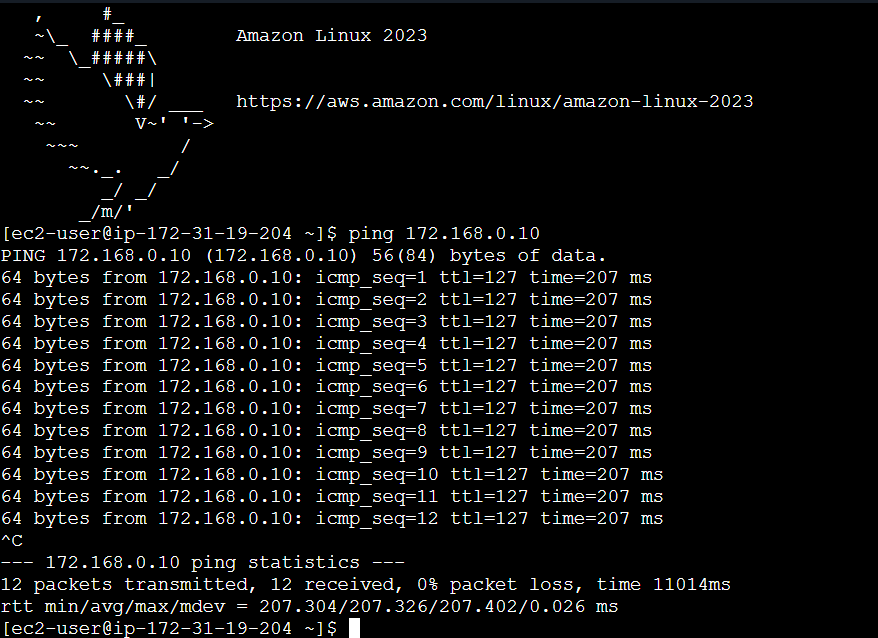 ,     #_
   ~\_  ####_        Amazon Linux 2023
  ~~  \_#####\
  ~~     \###|
  ~~       \#/ ___   https://aws.amazon.com/linux/amazon-linux-2023
   ~~       V~' '->
    ~~~         /
      ~~._.   _/
         _/ _/
       _/m/'
[ec2-user@ip-172-31-19-204 ~]$ ping 172.168.0.10
PING 172.168.0.10 (172.168.0.10) 56(84) bytes of data.
64 bytes from 172.168.0.10: icmp_seq=1 ttl=127 time=207 ms
64 bytes from 172.168.0.10: icmp_seq=2 ttl=127 time=207 ms
64 bytes from 172.168.0.10: icmp_seq=3 ttl=127 time=207 ms
64 bytes from 172.168.0.10: icmp_seq=4 ttl=127 time=207 ms
64 bytes from 172.168.0.10: icmp_seq=5 ttl=127 time=207 ms
64 bytes from 172.168.0.10: icmp_seq=6 ttl=127 time=207 ms
64 bytes from 172.168.0.10: icmp_seq=7 ttl=127 time=207 ms
64 bytes from 172.168.0.10: icmp_seq=8 ttl=127 time=207 ms
64 bytes from 172.168.0.10: icmp_seq=9 ttl=127 time=207 ms
64 bytes from 172.168.0.10: icmp_seq=10 ttl=127 time=207 ms
64 bytes from 172.168.0.10: icmp_seq=11 ttl=127 time=207 ms
64 bytes from 172.168.0.10: icmp_seq=12 ttl=127 time=207 ms
^C
--- 172.168.0.10 ping statistics ---
12 packets transmitted, 12 received, 0% packet loss, time 11014ms
rtt min/avg/max/mdev = 207.304/207.326/207.402/0.026 ms
[ec2-user@ip-172-31-19-204 ~]$